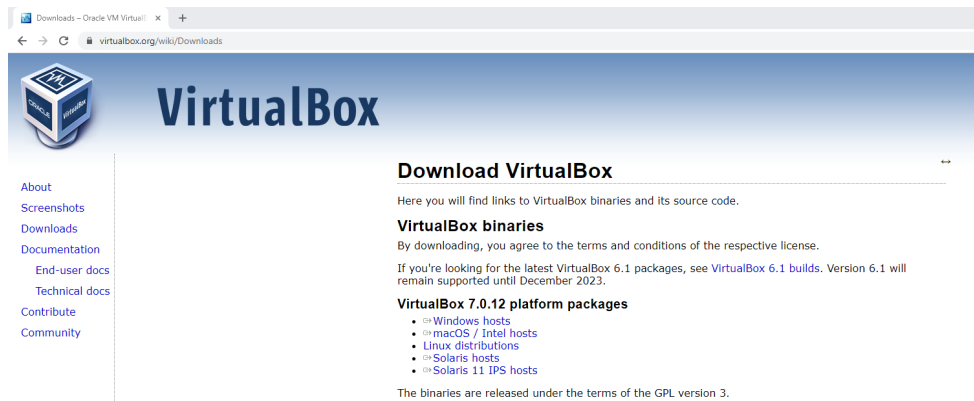 Downloads – Oracle VM Virtual
virtualbox.org/wiki/Downloads
VM
ORACLE
VirtualBox
VirtualBox
About
Screenshots
Downloads
Documentation
End-user docs
Technical docs
Contribute
Community
Download VirtualBox
Here you will find links to VirtualBox binaries and its source code.
VirtualBox binaries
By downloading, you agree to the terms and conditions of the respective license.
If you're looking for the latest VirtualBox 6.1 packages, see VirtualBox 6.1 builds. Version 6.1 will
remain supported until December 2023.
VirtualBox 7.0.12 platform packages
• Windows hosts
• macOS / Intel hosts
• Linux distributions
• Solaris hosts
• Solaris 11 IPS hosts
The binaries are released under the terms of the GPL version 3.